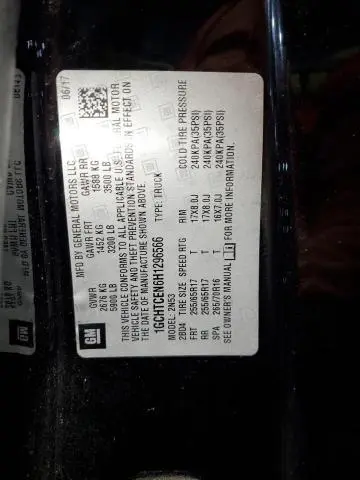 06/17
MFD BY GENERAL MOTORS LLC
GVWR GAWR FRT GAWR RR
2676 KG 1452 KG 1588 KG
5900 LB 3200 LB 3500 LB
THIS VEHICLE CONFORMS TO ALL APPLICABLE U.S. FEDERAL MOTOR
VEHICLE SAFETY AND THEFT PREVENTION STANDARDS IN EFFECT ON
THE DATE OF MANUFACTURE SHOWN ABOVE.
1GCHTCEN6H1296566 TYPE: TRUCK
MODEL: 2N53
2BD4 TIRE SIZE SPEED RTG RIM COLD TIRE PRESSURE
FRT 255/65R17 T 17X8.0J 240KPA(35PSI)
RR 255/65R17 T 17X8.0J 240KPA(35PSI)
SPA 265/70R16 T 16X7.0J 240KPA(35PSI)
SEE OWNER'S MANUAL FOR MORE INFORMATION.
GM